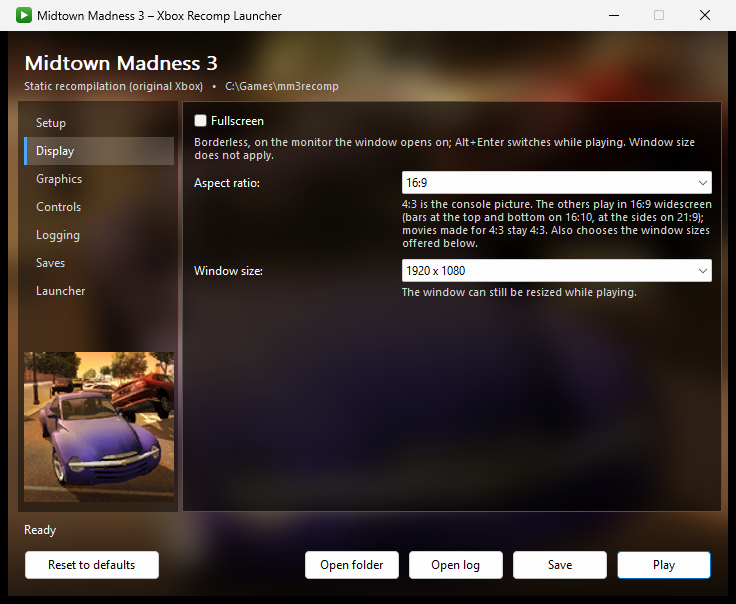 Midtown Madness 3 – Xbox Recomp Launcher
Midtown Madness 3
Static recompilation (original Xbox) • C:\Games\mm3recomp
Setup
Display
Graphics
Controls
Logging
Saves
Launcher
Fullscreen
Borderless, on the monitor the window opens on; Alt+Enter switches while playing. Window size
does not apply.
Aspect ratio:
16:9
4:3 is the console picture. The others play in 16:9 widescreen
(bars at the top and bottom on 16:10, at the sides on 21:9);
movies made for 4:3 stay 4:3. Also chooses the window sizes
offered below.
Window size:
1920 x 1080
The window can still be resized while playing.
Ready
Reset to defaults
Open folder
Open log
Save
Play